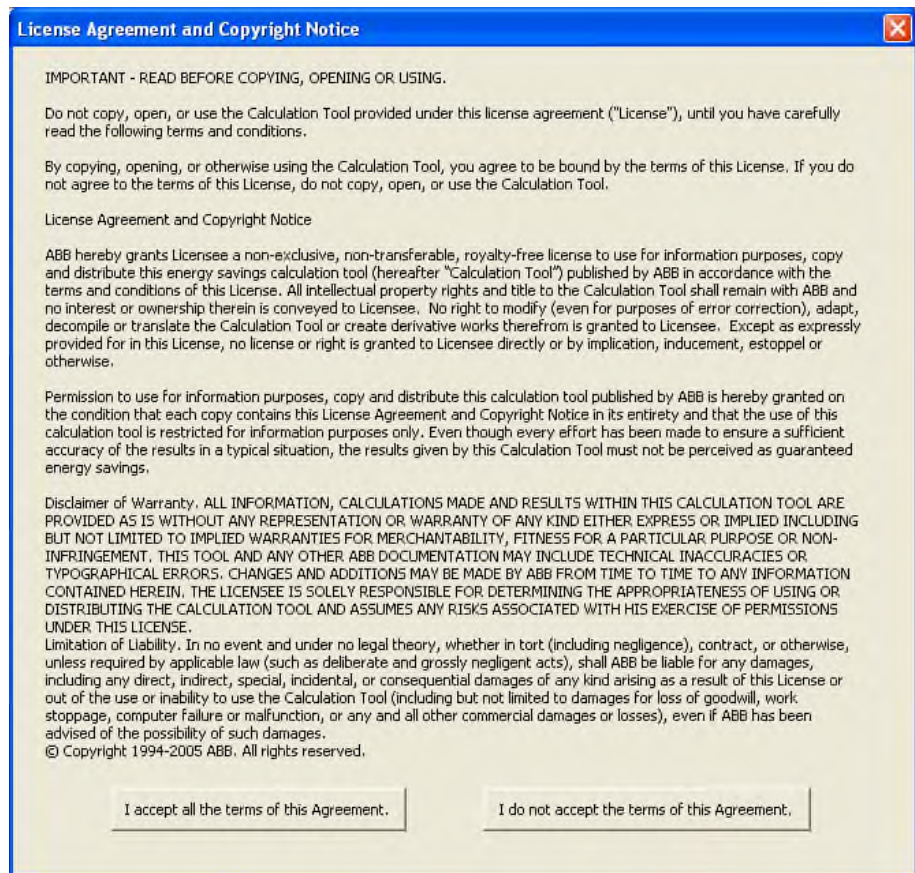 License Agreement and Copyright Notice
IMPORTANT - READ BEFORE COPYING, OPENING OR USING.
Do not copy, open, or use the Calculation Tool provided under this license agreement ("License"), until you have carefully
read the following terms and conditions.
By copying, opening, or otherwise using the Calculation Tool, you agree to be bound by the terms of this License. If you do
not agree to the terms of this License, do not copy, open, or use the Calculation Tool.
License Agreement and Copyright Notice
ABB hereby grants Licensee a non-exclusive, non-transferable, royalty-free license to use for information purposes, copy
and distribute this energy savings calculation tool (hereafter "Calculation Tool") published by ABB in accordance with the
terms and conditions of this License. All intellectual property rights and title to the Calculation Tool shall remain with ABB and
no interest or ownership therein is conveyed to Licensee. No right to modify (even for purposes of error correction), adapt,
decompile or translate the Calculation Tool or create derivative works therefrom is granted to Licensee. Except as expressly
provided for in this License, no license or right is granted to Licensee directly or by implication, inducement, estoppel or
otherwise.
Permission to use for information purposes, copy and distribute this calculation tool published by ABB is hereby granted on
the condition that each copy contains this License Agreement and Copyright Notice in its entirety and that the use of this
calculation tool is restricted for information purposes only. Even though every effort has been made to ensure a sufficient
accuracy of the results in a typical situation, the results given by this Calculation Tool must not be perceived as guaranteed
energy savings.
Disclaimer of Warranty. ALL INFORMATION, CALCULATIONS MADE AND RESULTS WITHIN THIS CALCULATION TOOL ARE
PROVIDED AS IS WITHOUT ANY REPRESENTATION OR WARRANTY OF ANY KIND EITHER EXPRESS OR IMPLIED INCLUDING
BUT NOT LIMITED TO IMPLIED WARRANTIES FOR MERCHANTABILITY, FITNESS FOR A PARTICULAR PURPOSE OR NON-
INFRINGEMENT. THIS TOOL AND ANY OTHER ABB DOCUMENTATION MAY INCLUDE TECHNICAL INACCURACIES OR
TYPOGRAPHICAL ERRORS. CHANGES AND ADDITIONS MAY BE MADE BY ABB FROM TIME TO TIME TO ANY INFORMATION
CONTAINED HEREIN. THE LICENSEE IS SOLELY RESPONSIBLE FOR DETERMINING THE APPROPRIATENESS OF USING OR
DISTRIBUTING THE CALCULATION TOOL AND ASSUMES ANY RISKS ASSOCIATED WITH HIS EXERCISE OF PERMISSIONS
UNDER THIS LICENSE.
Limitation of Liability. In no event and under no legal theory, whether in tort (including negligence), contract, or otherwise,
unless required by applicable law (such as deliberate and grossly negligent acts), shall ABB be liable for any damages,
including any direct, indirect, special, incidental, or consequential damages of any kind arising as a result of this License or
out of the use or inability to use the Calculation Tool (including but not limited to damages for loss of goodwill, work
stoppage, computer failure or malfunction, or any and all other commercial damages or losses), even if ABB has been
advised of the possibility of such damages.
© Copyright 1994-2005 ABB. All rights reserved.
I accept all the terms of this Agreement.
I do not accept the terms of this Agreement.